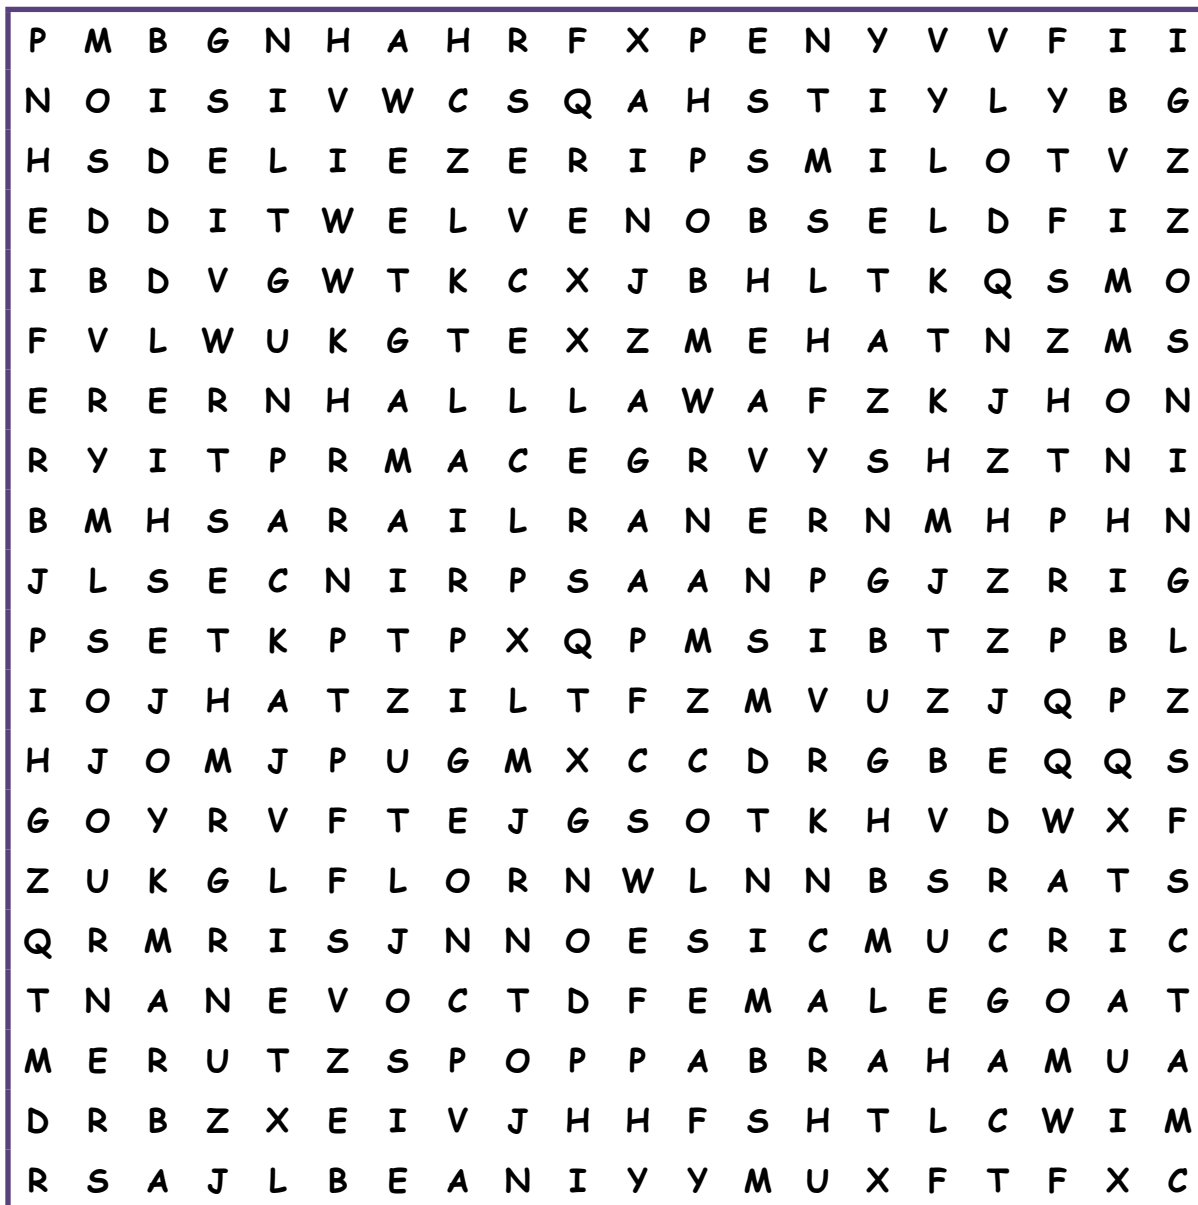 P M B G N H A H R F X P E N Y V V F I I
N O I S I V W C S Q A H S T I Y L Y B G
H S D E L I E Z E R I P S M I L O T V Z
E D D I T W E L V E N O B S E L D F I Z
I B D V G W T K C X J B H L T K Q S M O
F V L W U K G T E X Z M E H A T N Z M S
E R E R N H A L L L A W A F Z K J H O N
R Y I T P R M A C E G R V Y S H Z T N I
B M H S A R A I L R A N E R N M H P H N
J L S E C N I R P S A A N P G J Z R I G
P S E T K P T P X Q P M S I B T Z P B L
I O J H A T Z I L T F Z M V U Z J Q P Z
H J O M J P U G M X C C D R G B E Q Q S
G O Y R V F T E J G S O T K H V D W X F
Z U K G L F L O R N W L N N B S R A T S
Q R M R I S J N N O E S I C M U C R I C
T N A N E V O C T D F E M A L E G O A T
M E R U T Z S P O P P A B R A H A M U A
D R B Z X E I V J H H F S H T L C W I M
R S A J L B E A N I Y Y M U X F T F X C